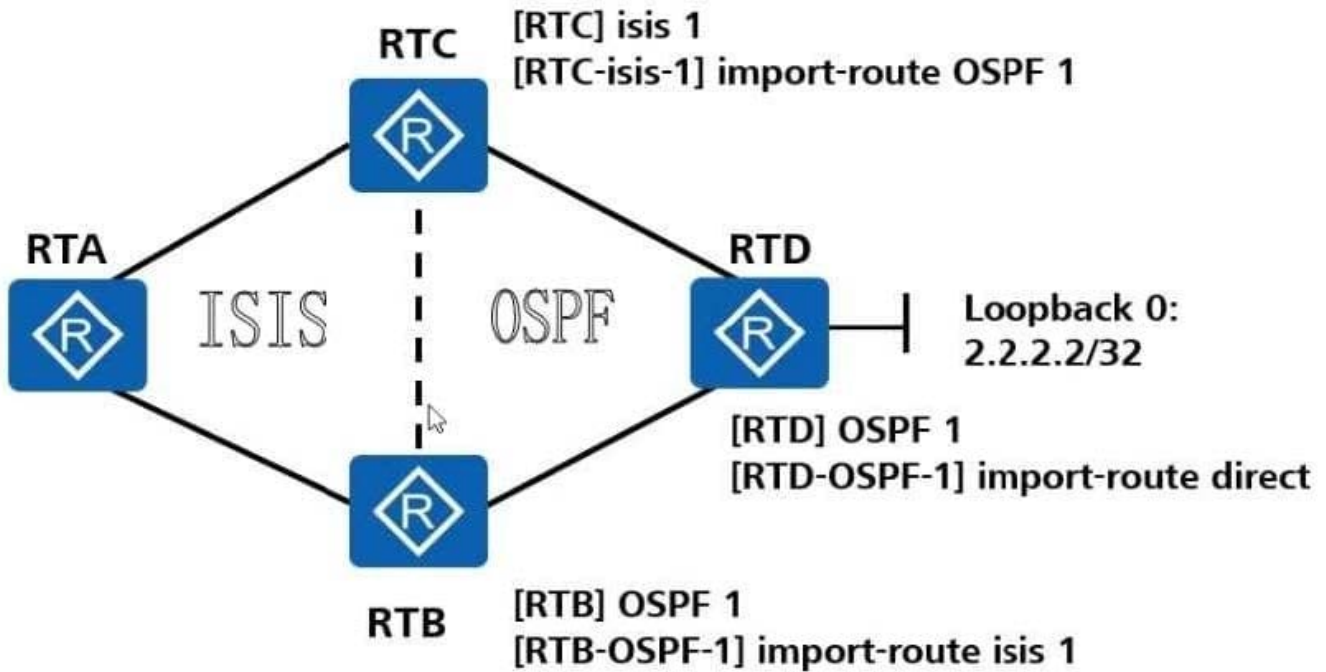 RTC
[RTC] isis 1
[RTC-isis-1] import-route OSPF 1
R
RTA
R
ISIS
OSPF
RTD
R
Loopback 0:
2.2.2.2/32
[RTD] OSPF 1
[RTD-OSPF-1] import-route direct
R
RTB
[RTB] OSPF 1
[RTB-OSPF-1] import-route isis 1